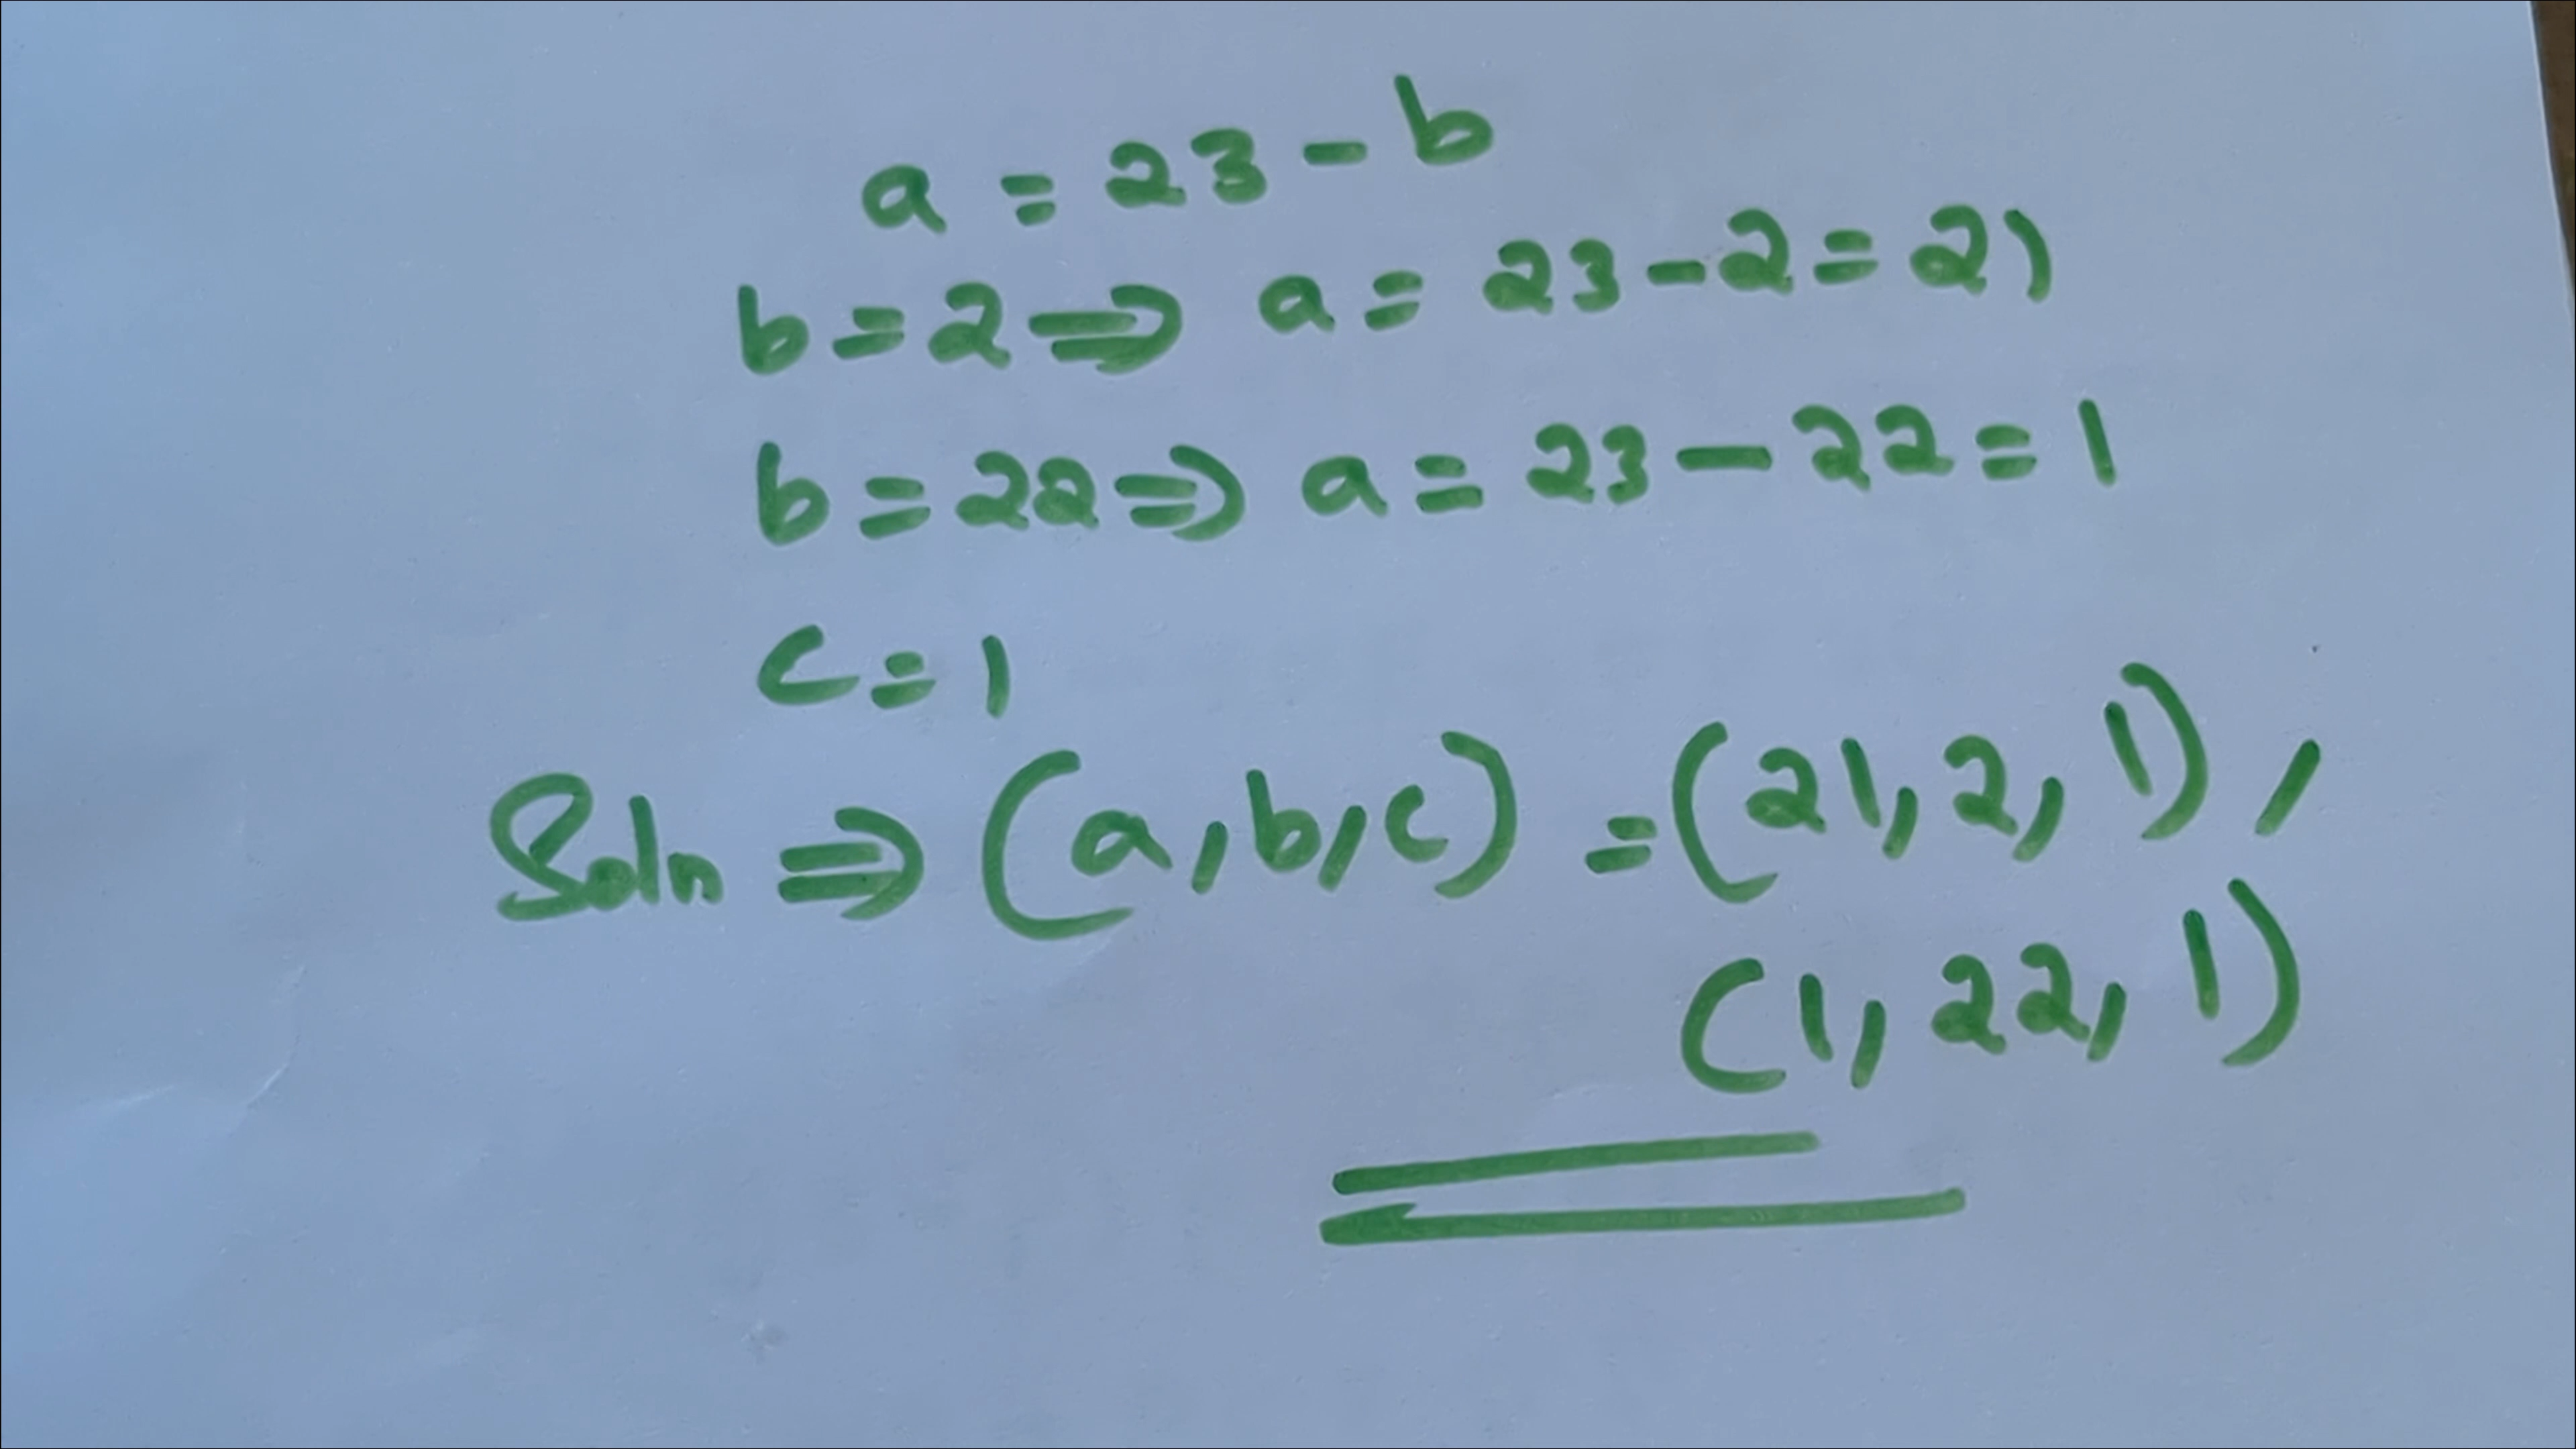 a = 23 - b
b = 2 ⇒ a = 23 - 2 = 21
b = 22 ⇒ a = 23 - 22 = 1
c = 1
Soln ⇒ (a, b, c) = (21, 2, 1),
(1, 22, 1)